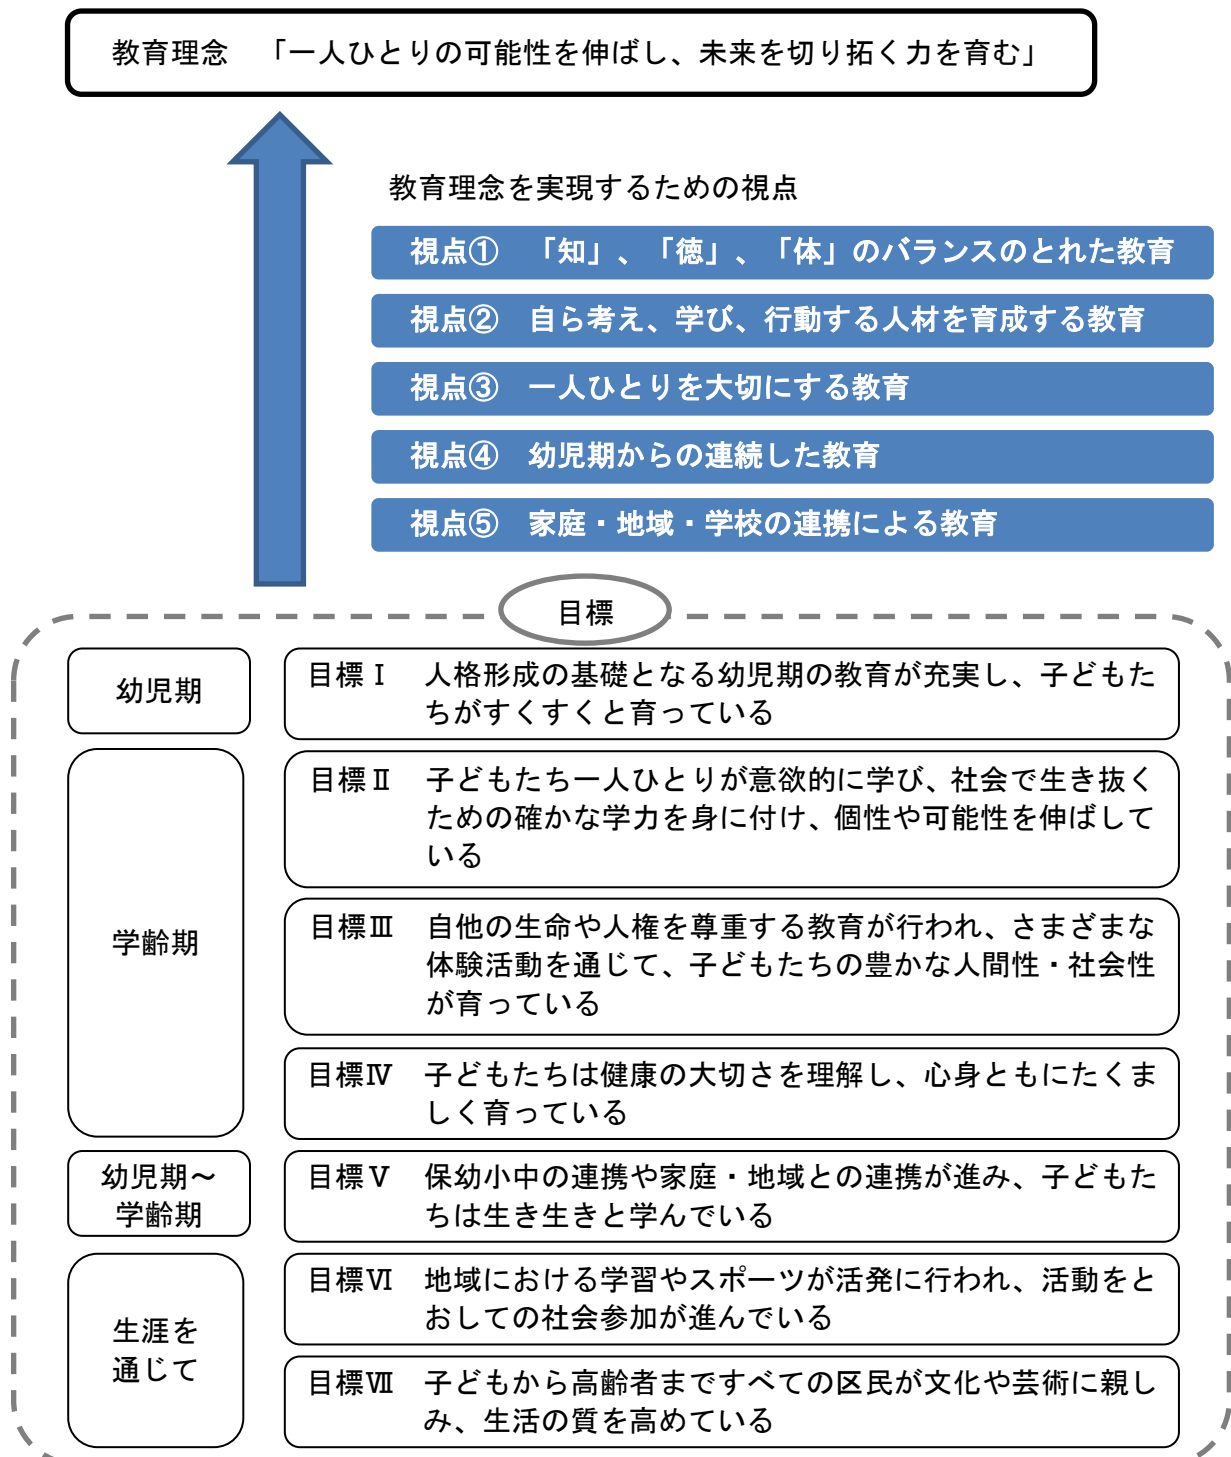 教育理念　「一人ひとりの可能性を伸ばし、未来を切り拓く力を育む」
教育理念を実現するための視点
視点①　「知」、「徳」、「体」のバランスのとれた教育
視点②　自ら考え、学び、行動する人材を育成する教育
視点③　一人ひとりを大切にする教育
視点④　幼児期からの連続した教育
視点⑤　家庭・地域・学校の連携による教育
目標
幼児期
目標Ⅰ　人格形成の基礎となる幼児期の教育が充実し、子どもた
ちがすくすくと育っている
学齢期
目標Ⅱ　子どもたち一人ひとりが意欲的に学び、社会で生き抜く
ための確かな学力を身に付け、個性や可能性を伸ばして
いる
目標Ⅲ　自他の生命や人権を尊重する教育が行われ、さまざまな
体験活動を通じて、子どもたちの豊かな人間性・社会性
が育っている
目標Ⅳ　子どもたちは健康の大切さを理解し、心身ともにたくま
しく育っている
幼児期～
学齢期
目標Ⅴ　保幼小中の連携や家庭・地域との連携が進み、子どもた
ちは生き生きと学んでいる
生涯を
通じて
目標Ⅵ　地域における学習やスポーツが活発に行われ、活動をと
おしての社会参加が進んでいる
目標Ⅶ　子どもから高齢者まですべての区民が文化や芸術に親し
み、生活の質を高めている